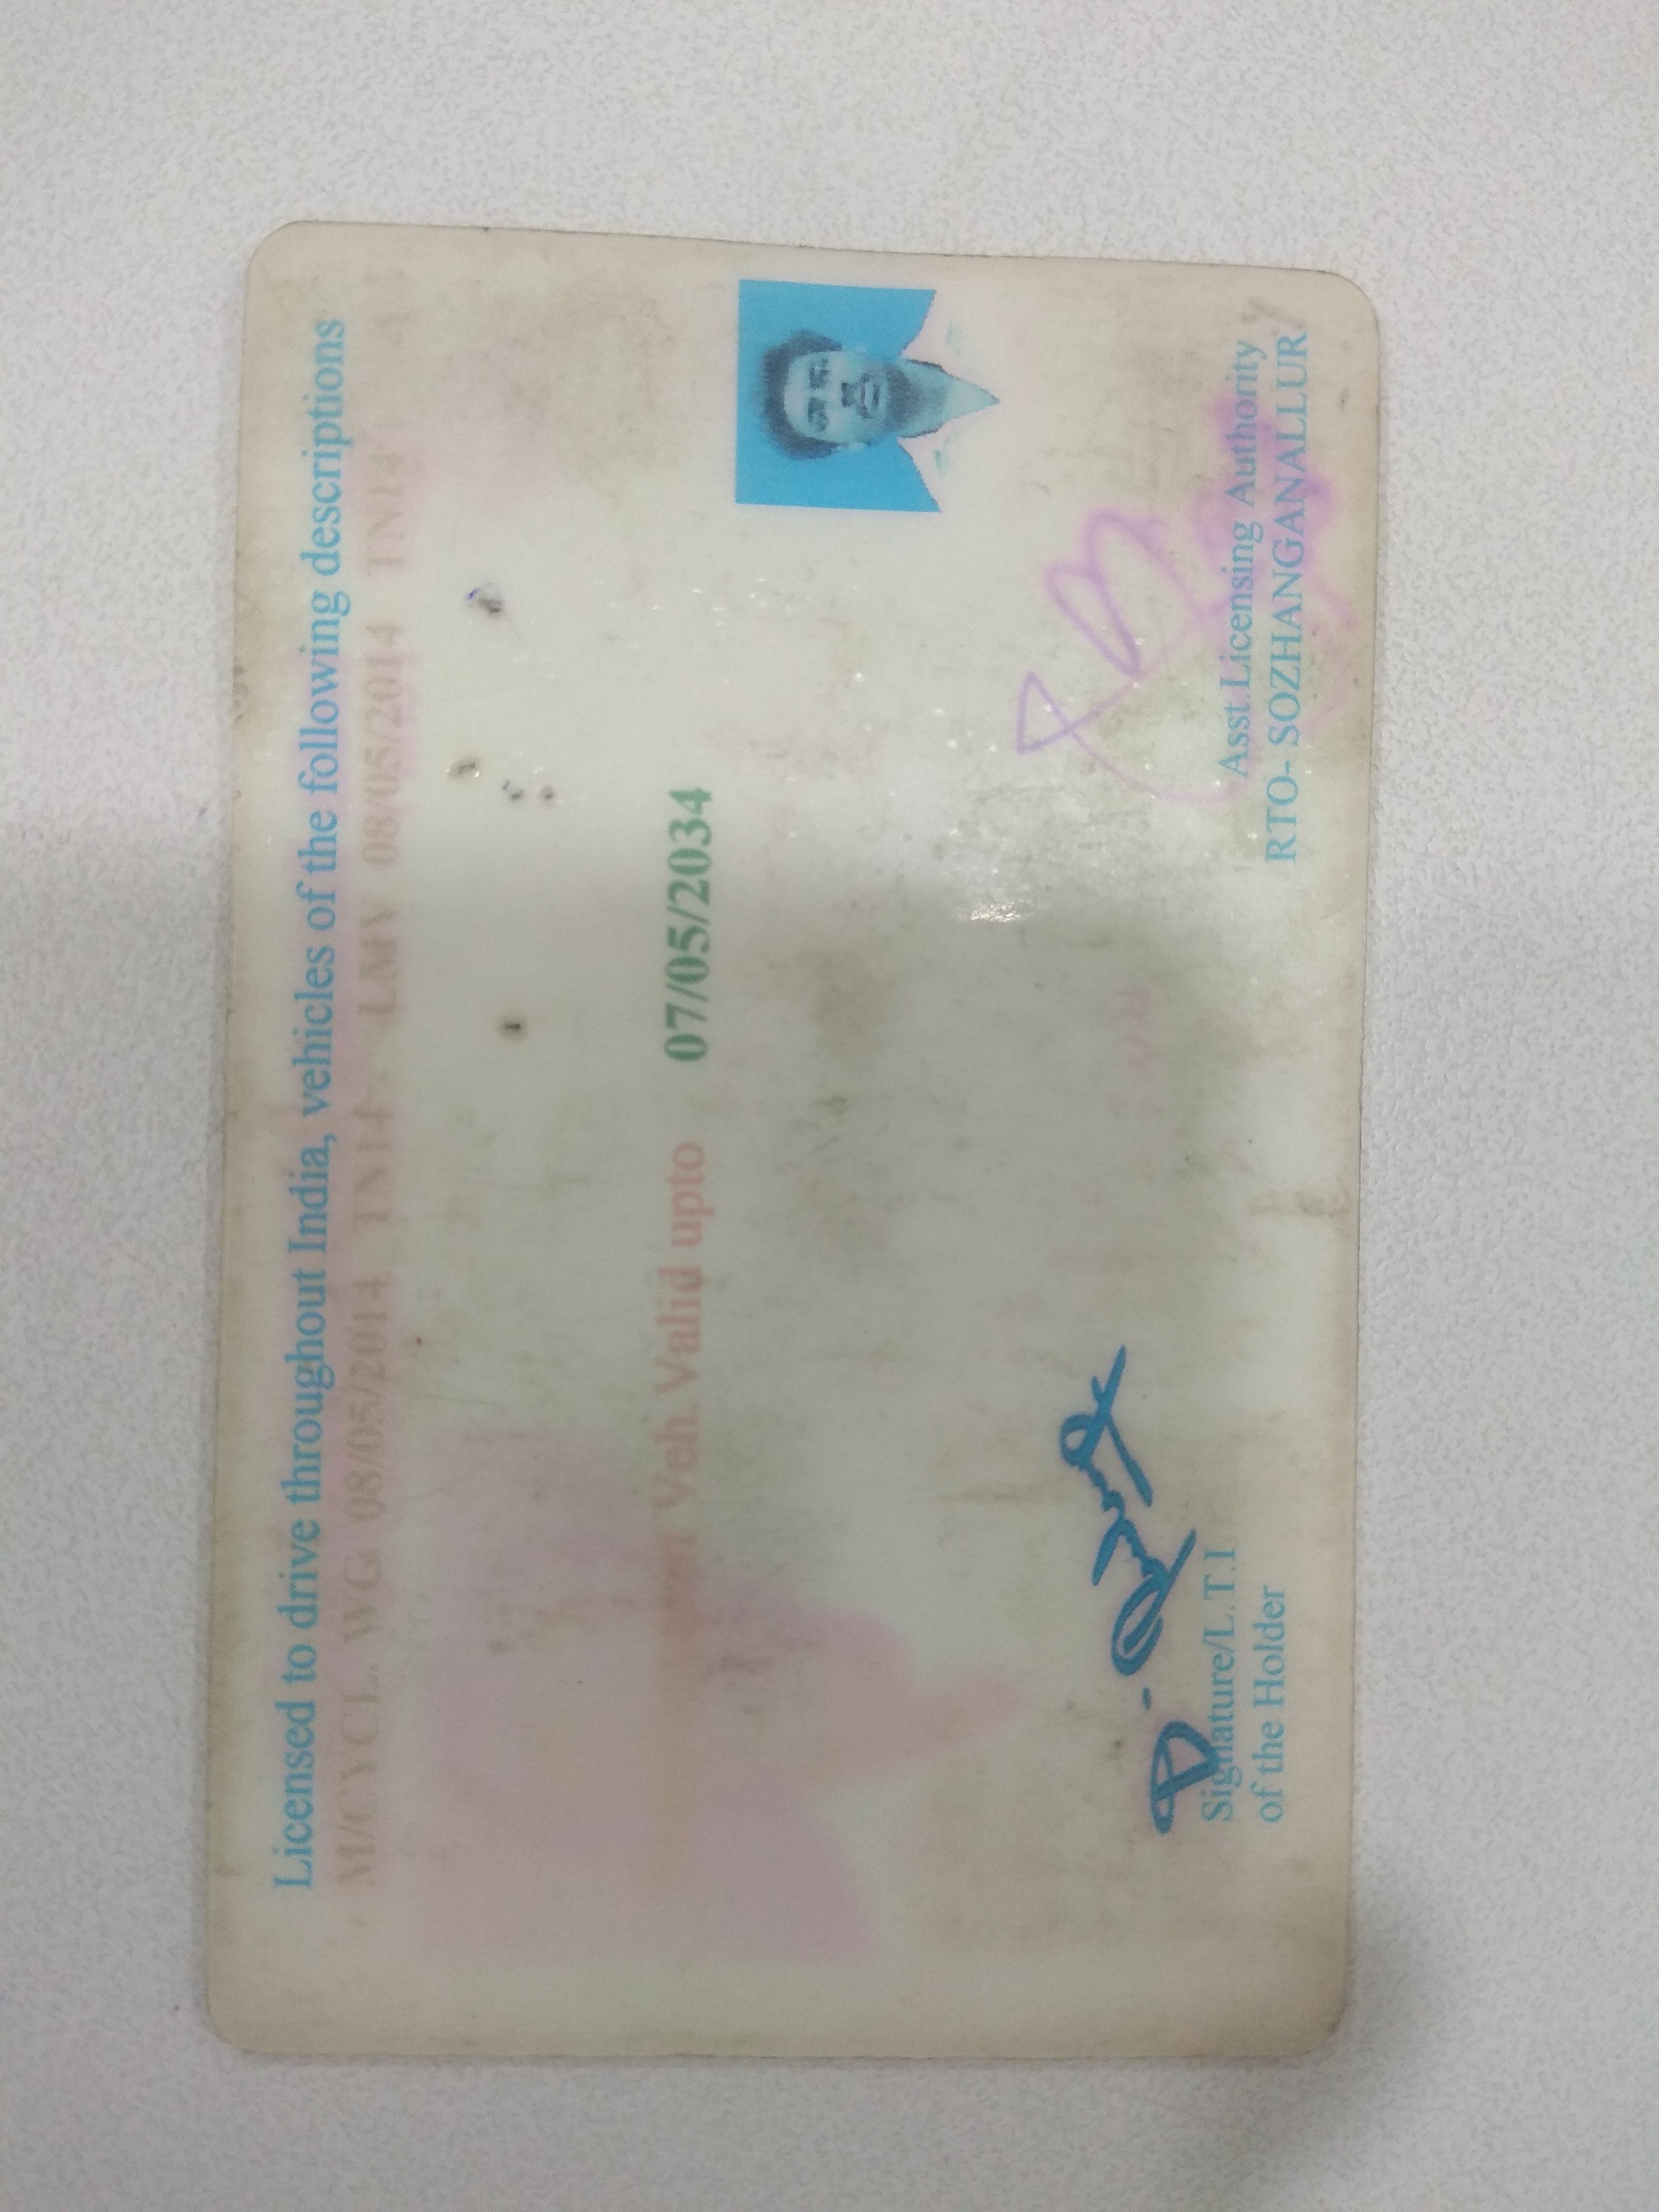 Licensed to drive throughout India, vehicles of the following descriptions
M/CYCL. WG 08/05/2014 TN14 LMV 08/05/2014 TN14
Veh. Valid upto 07/05/2034
Signature/L.T.I
of the Holder
Asst.Licensing Authority
RTO- SOZHANGANALLUR